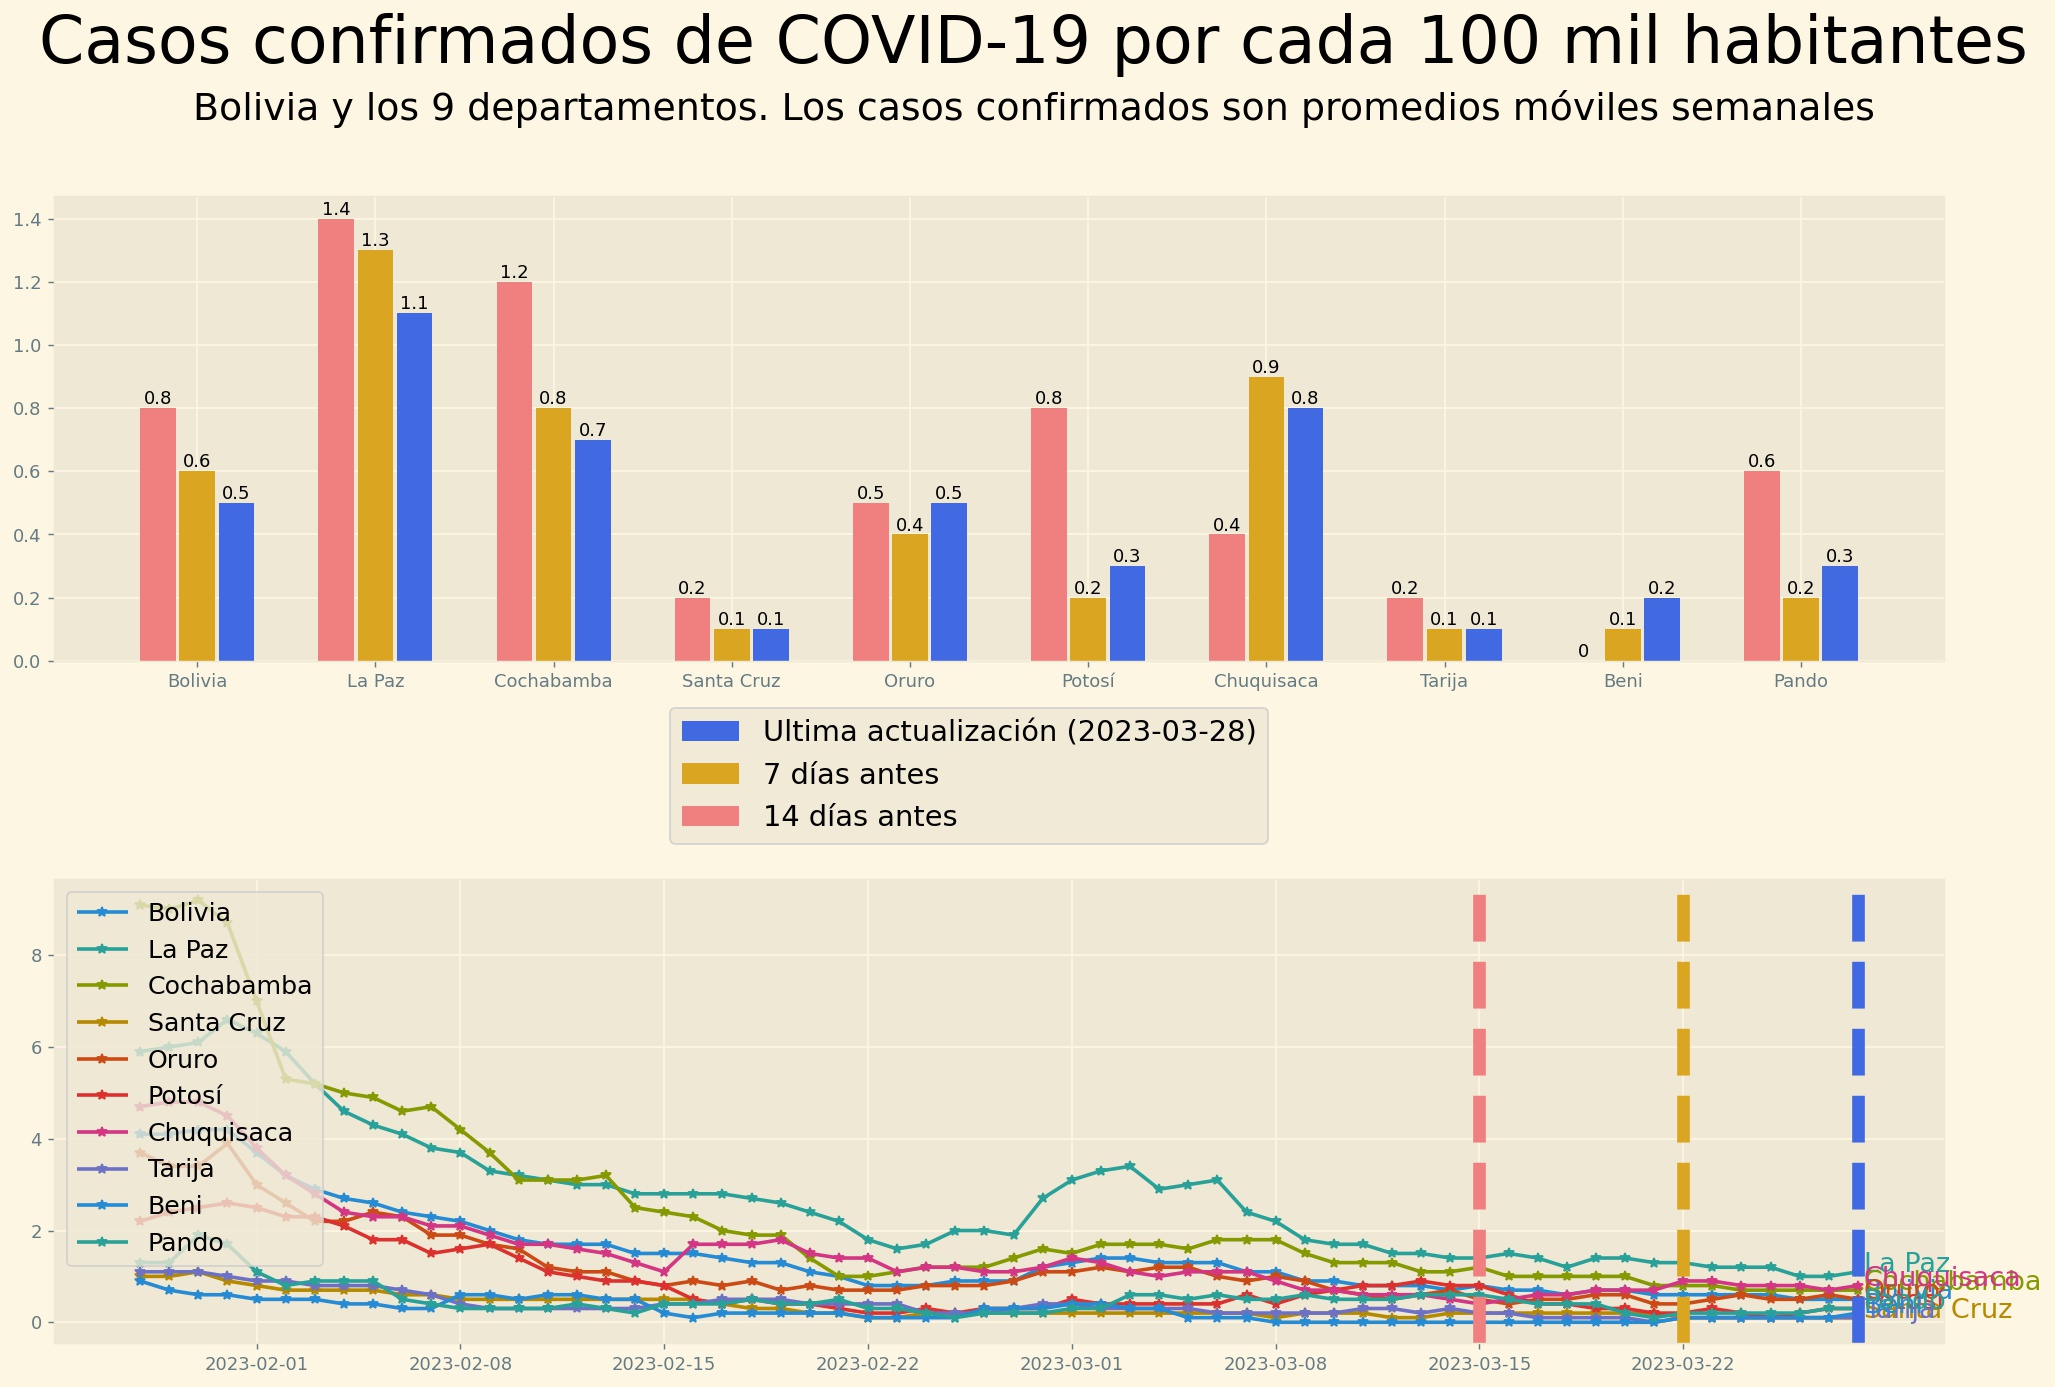 Casos confirmados de COVID-19 por cada 100 mil habitantes
Bolivia y los 9 departamentos. Los casos confirmados son promedios móviles semanales
1.4
1.2
1.0
0.8
0.6
0.4
0.2
0.0
0.8 0.6 0.5
1.4 1.3 1.1
1.2 0.8 0.7
0.2 0.1 0.1
0.5 0.4 0.5
0.8 0.2 0.3
0.4 0.9 0.8
0.2 0.1 0.1
0 0.1 0.2
0.6 0.2 0.3
Bolivia La Paz Cochabamba Santa Cruz Oruro Potosí Chuquisaca Tarija Beni Pando
Ultima actualización (2023-03-28)
7 días antes
14 días antes
8
6
4
2
0
Bolivia
La Paz
Cochabamba
Santa Cruz
Oruro
Potosí
Chuquisaca
Tarija
Beni
Pando
La Paz
Chuquisaca
Cochabamba
Santa Cruz
Tarija
2023-02-01 2023-02-08 2023-02-15 2023-02-22 2023-03-01 2023-03-08 2023-03-15 2023-03-22